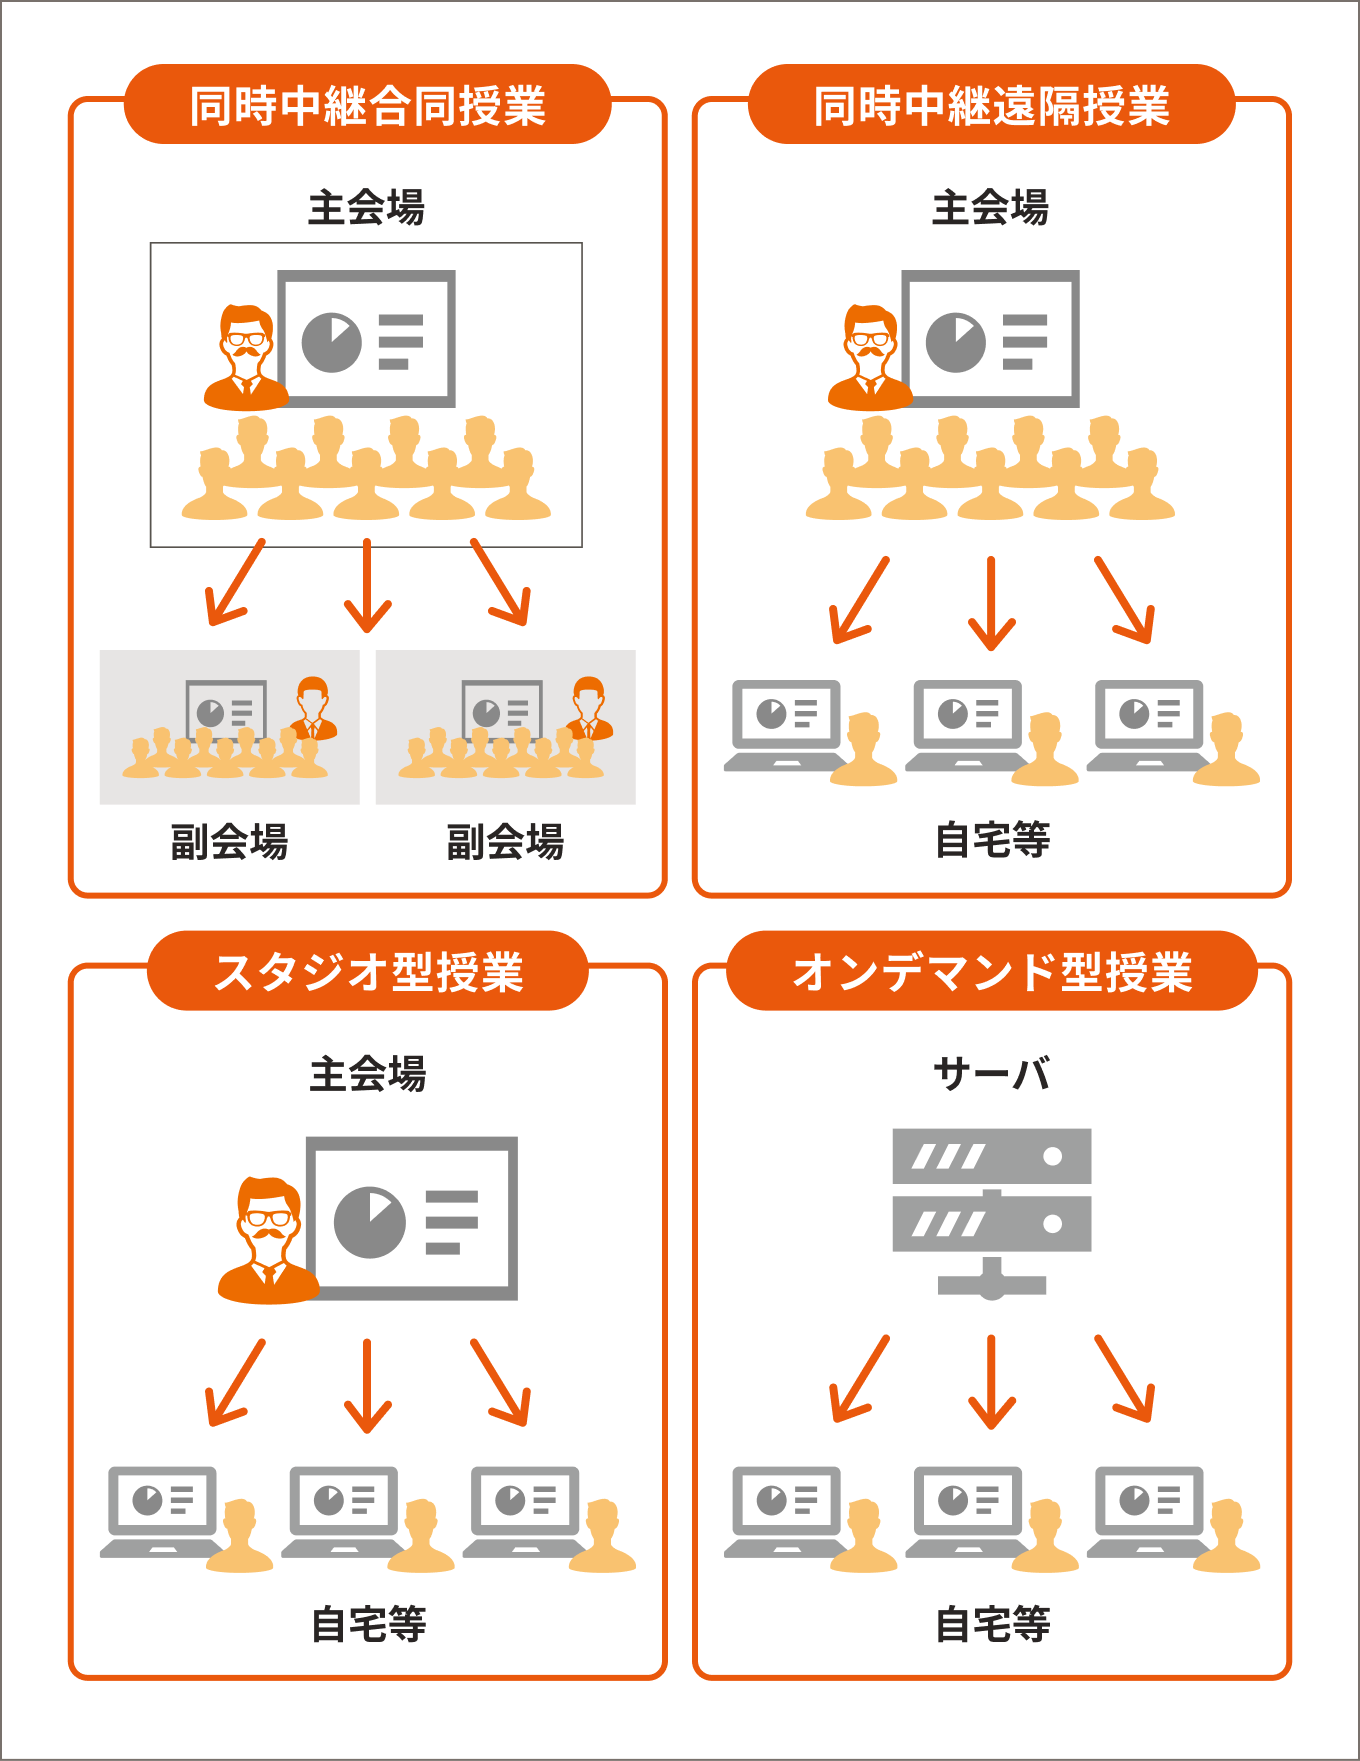 同時中継合同授業
主会場
副会場
副会場
同時中継遠隔授業
主会場
自宅等
スタジオ型授業
主会場
自宅等
オンデマンド型授業
サーバ
自宅等